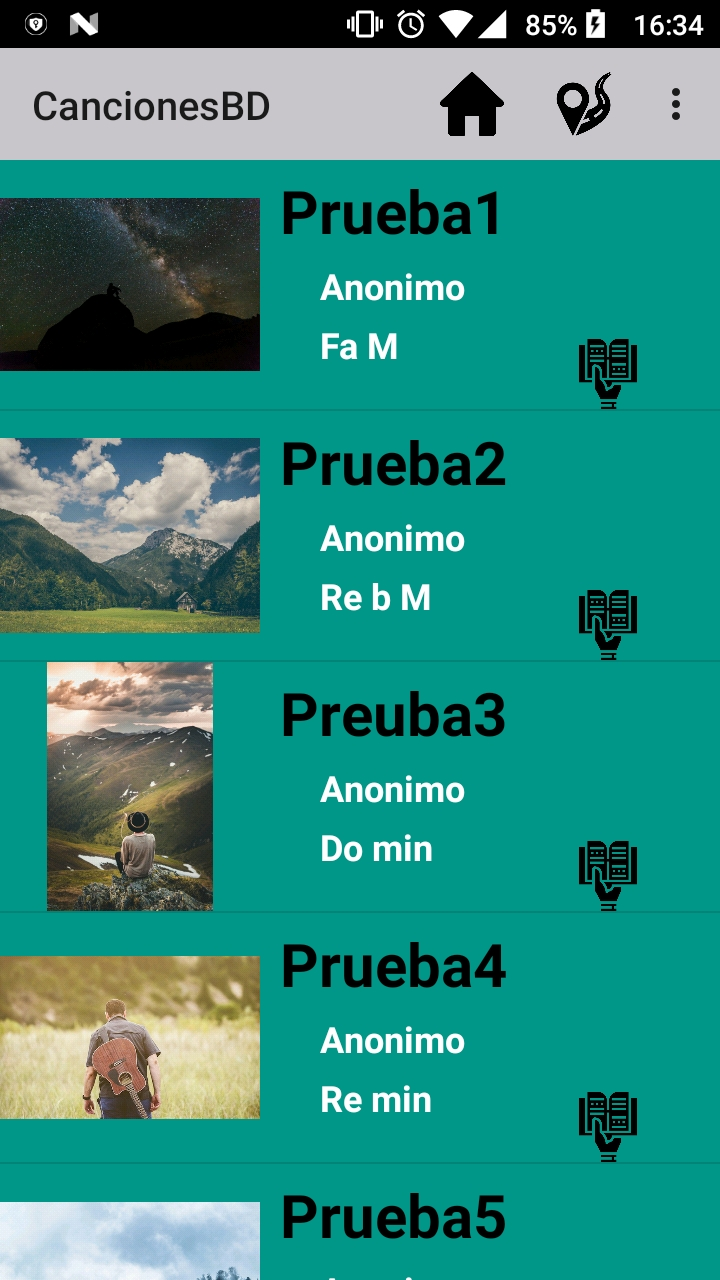 85% 16:34
CancionesBD
Prueba1
Anonimo
Fa M
Prueba2
Anonimo
Re b M
Preuba3
Anonimo
Do min
Prueba4
Anonimo
Re min
Prueba5